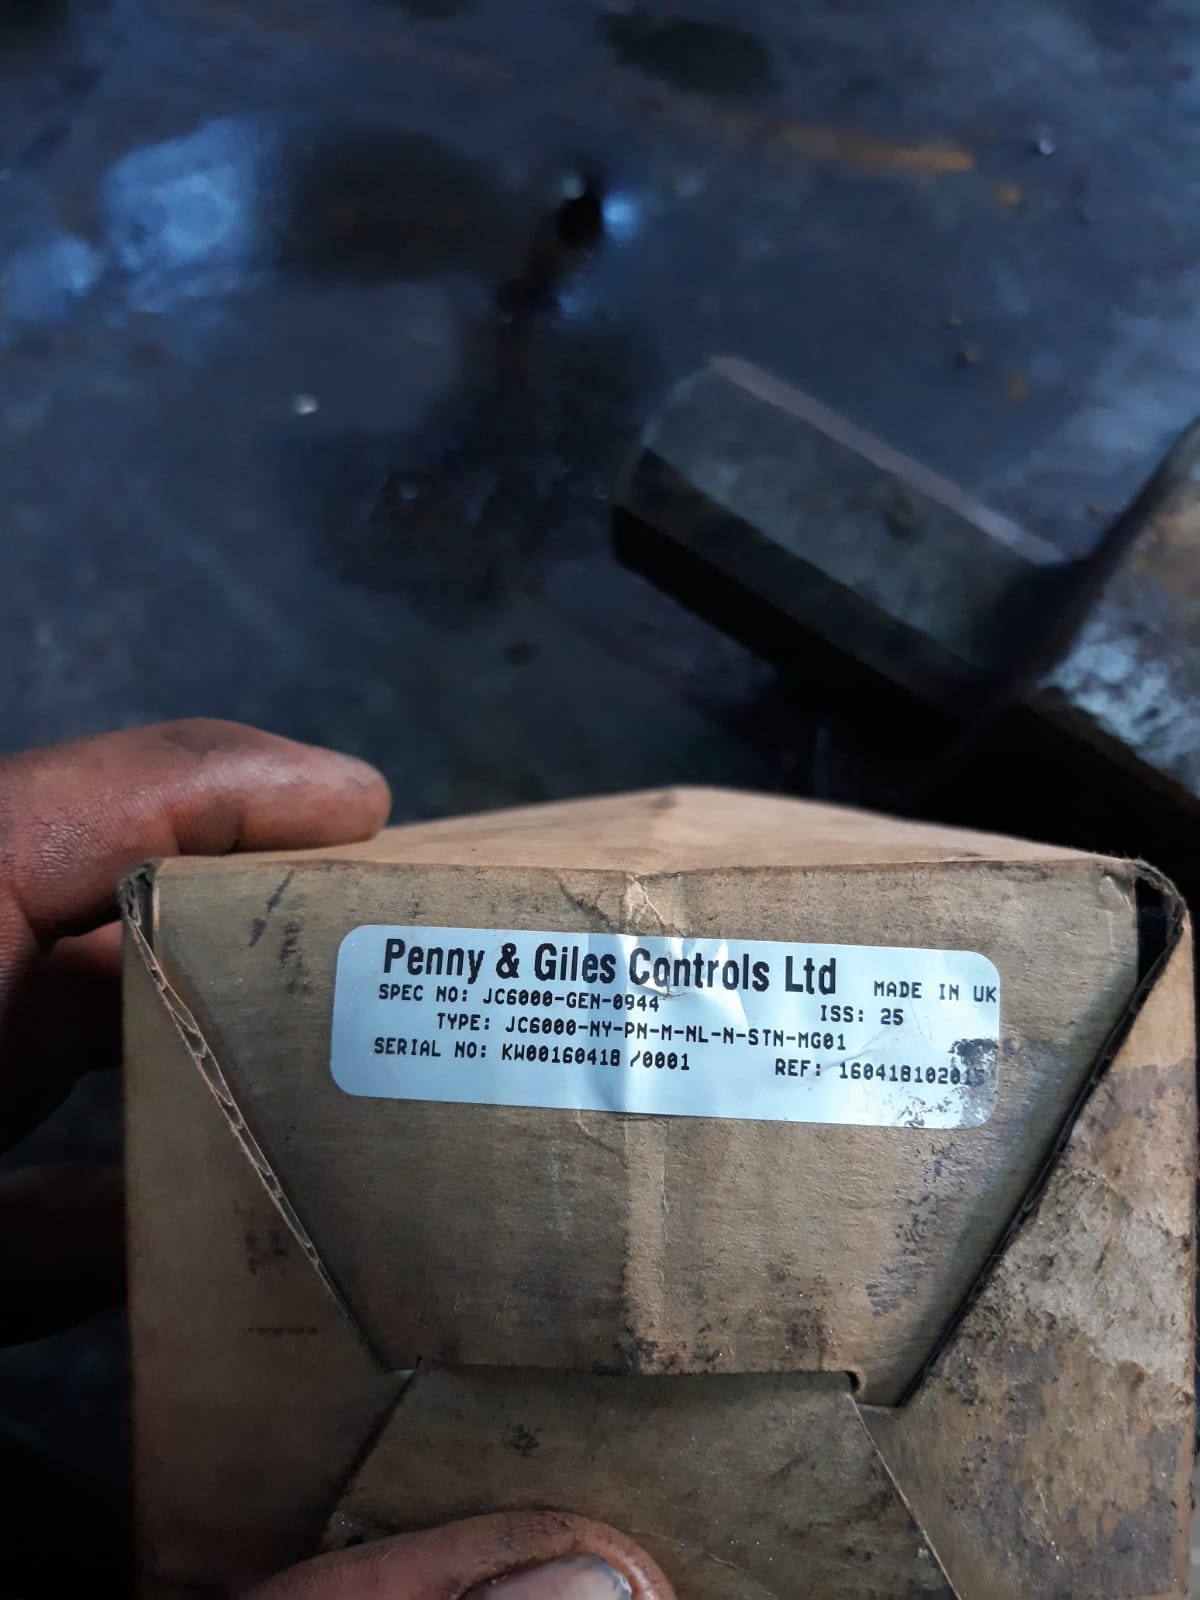 Penny & Giles Controls Ltd MADE IN UK
SPEC NO: JC6000-GEN-0944 ISS: 25
TYPE: JC6000-NY-PN-M-NL-N-STN-MG01
SERIAL NO: KW00160418 /0001 REF: